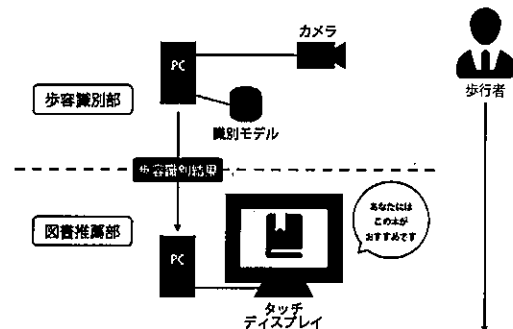 カメラ
PC
歩容識別部
識別モデル
歩行者
歩容識別結果
図書推薦部
PC
あなたには
この本が
おすすめです
タッチ
ディスプレイ